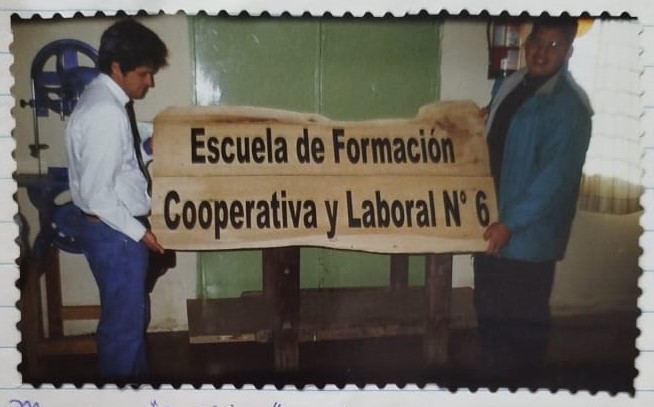 Escuela de Formación
Cooperativa y Laboral N° 6